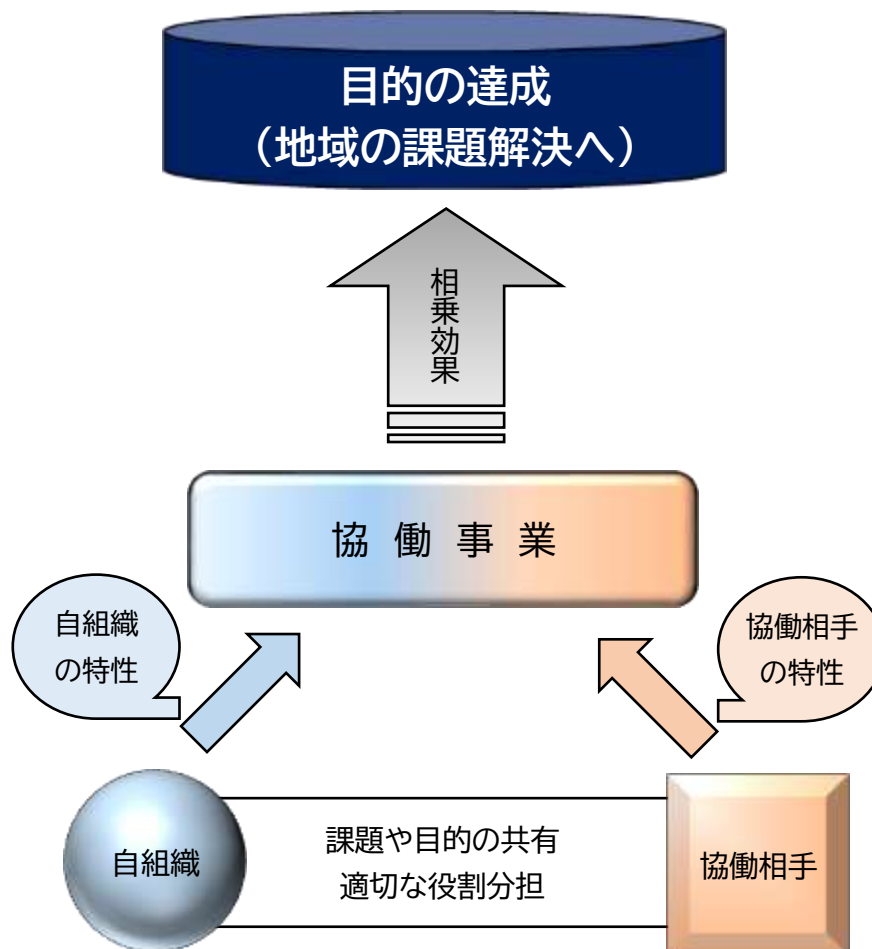 目的の達成
（地域の課題解決へ）
相乗効果
協働事業
自組織
の特性
協働相手
の特性
自組織
課題や目的の共有
適切な役割分担
協働相手